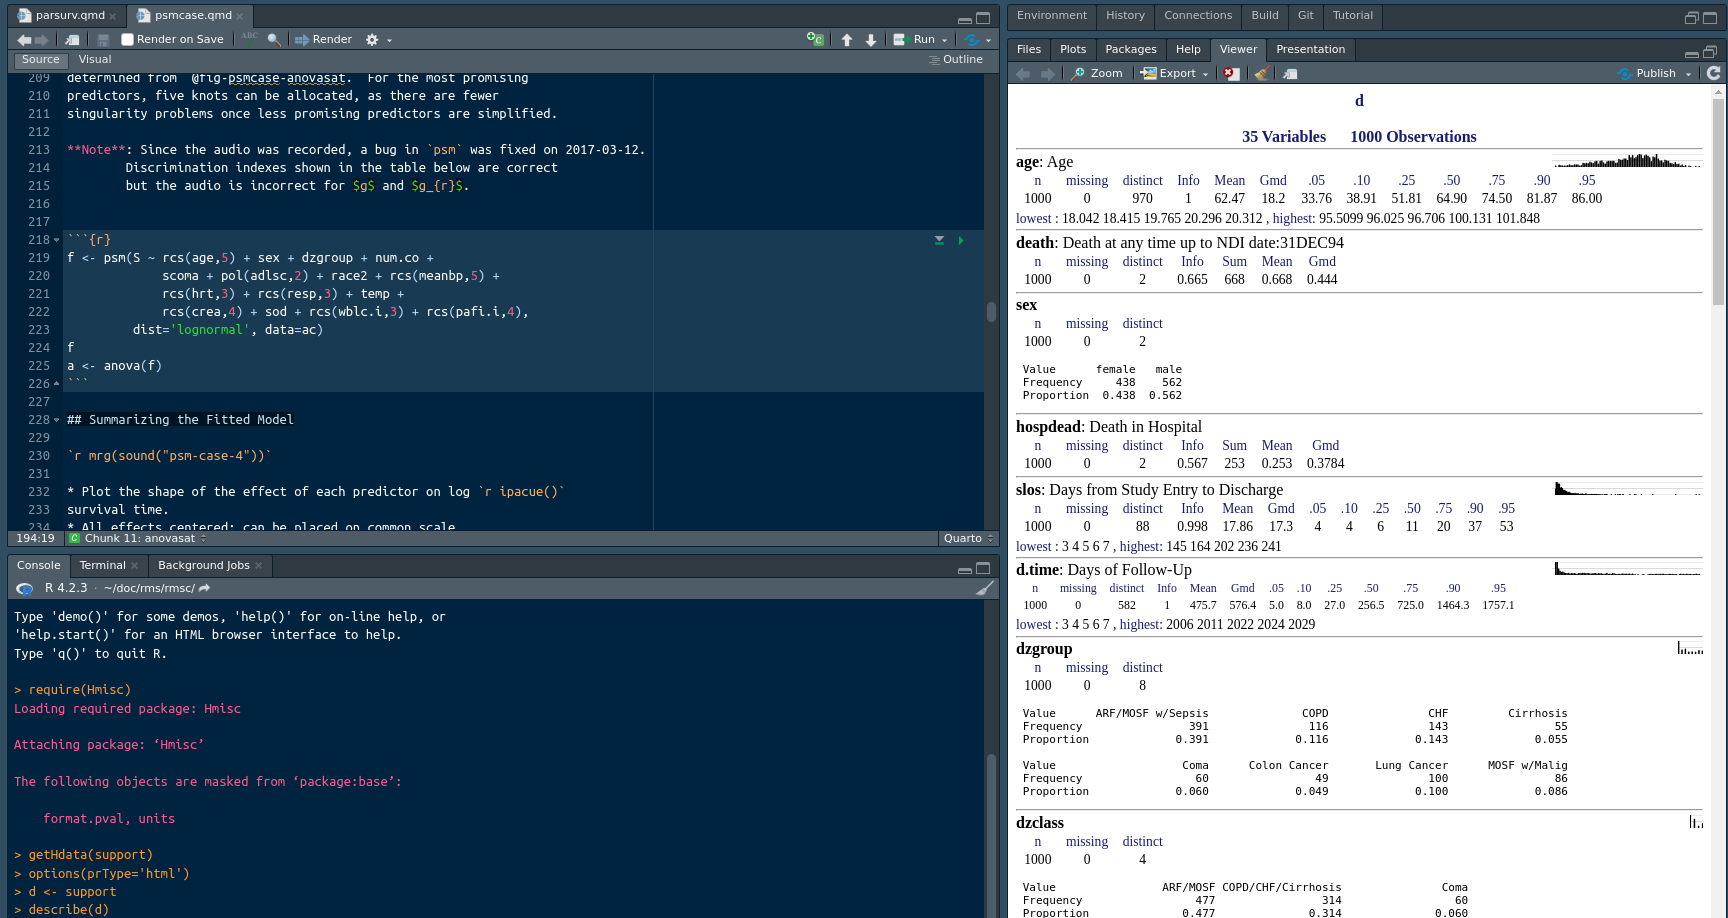 parsurv.qmd
psmcase.qmd
Render on Save
ABC
Render
Run
Source
Visual
Outline
209 determined from  @fig-psmcase-anovasat.  For the most promising
210 predictors, five knots can be allocated, as there are fewer
211 singularity problems once less promising predictors are simplified.
212
213 **Note**: Since the audio was recorded, a bug in `psm` was fixed on 2017-03-12.
214         Discrimination indexes shown in the table below are correct
215         but the audio is incorrect for $g$ and $g_{r}$.
216
217
218 ```{r}
219 f <- psm(S ~ rcs(age,5) + sex + dzgroup + num.co +
220              scoma + pol(adlsc,2) + race2 + rcs(meanbp,5) +
221              rcs(hrt,3) + rcs(resp,3) + temp +
222              rcs(crea,4) + sod + rcs(wblc.i,3) + rcs(pafi.i,4),
223          dist='lognormal', data=ac)
224 f
225 a <- anova(f)
226 ```
227
228 ## Summarizing the Fitted Model
229
230 `r mrg(sound("psm-case-4"))`
231
232 * Plot the shape of the effect of each predictor on log `r ipacue()`
233 survival time.
234 * All effects centered: can be placed on common scale
194:19 C Chunk 11: anovasat Quarto
Console
Terminal
Background Jobs
R 4.2.3 · ~/doc/rms/rmsc/
Type 'demo()' for some demos, 'help()' for on-line help, or
'help.start()' for an HTML browser interface to help.
Type 'q()' to quit R.
> require(Hmisc)
Loading required package: Hmisc
Attaching package: ‘Hmisc’
The following objects are masked from ‘package:base’:
    format.pval, units
> getHdata(support)
> options(prType='html')
> d <- support
> describe(d)
Environment History Connections Build Git Tutorial
Files Plots Packages Help Viewer Presentation
Zoom Export Publish
d
35 Variables 1000 Observations
age: Age
n missing distinct Info Mean Gmd .05 .10 .25 .50 .75 .90 .95
1000 0 970 1 62.47 18.2 33.76 38.91 51.81 64.90 74.50 81.87 86.00
lowest : 18.042 18.415 19.765 20.296 20.312 , highest: 95.5099 96.025 96.706 100.131 101.848
death: Death at any time up to NDI date:31DEC94
n missing distinct Info Sum Mean Gmd
1000 0 2 0.665 668 0.668 0.444
sex
n missing distinct
1000 0 2
Value female male
Frequency 438 562
Proportion 0.438 0.562
hospdead: Death in Hospital
n missing distinct Info Sum Mean Gmd
1000 0 2 0.567 253 0.253 0.3784
slos: Days from Study Entry to Discharge
n missing distinct Info Mean Gmd .05 .10 .25 .50 .75 .90 .95
1000 0 88 0.998 17.86 17.3 4 4 6 11 20 37 53
lowest : 3 4 5 6 7 , highest: 145 164 202 236 241
d.time: Days of Follow-Up
n missing distinct Info Mean Gmd .05 .10 .25 .50 .75 .90 .95
1000 0 582 1 475.7 576.4 5.0 8.0 27.0 256.5 725.0 1464.3 1757.1
lowest : 3 4 5 6 7 , highest: 2006 2011 2022 2024 2029
dzgroup
n missing distinct
1000 0 8
Value ARF/MOSF w/Sepsis COPD CHF Cirrhosis
Frequency 391 116 143 55
Proportion 0.391 0.116 0.143 0.055
Value Coma Colon Cancer Lung Cancer MOSF w/Malig
Frequency 60 49 100 86
Proportion 0.060 0.049 0.100 0.086
dzclass
n missing distinct
1000 0 4
Value ARF/MOSF COPD/CHF/Cirrhosis Coma
Frequency 477 314 60
Proportion 0.477 0.314 0.060